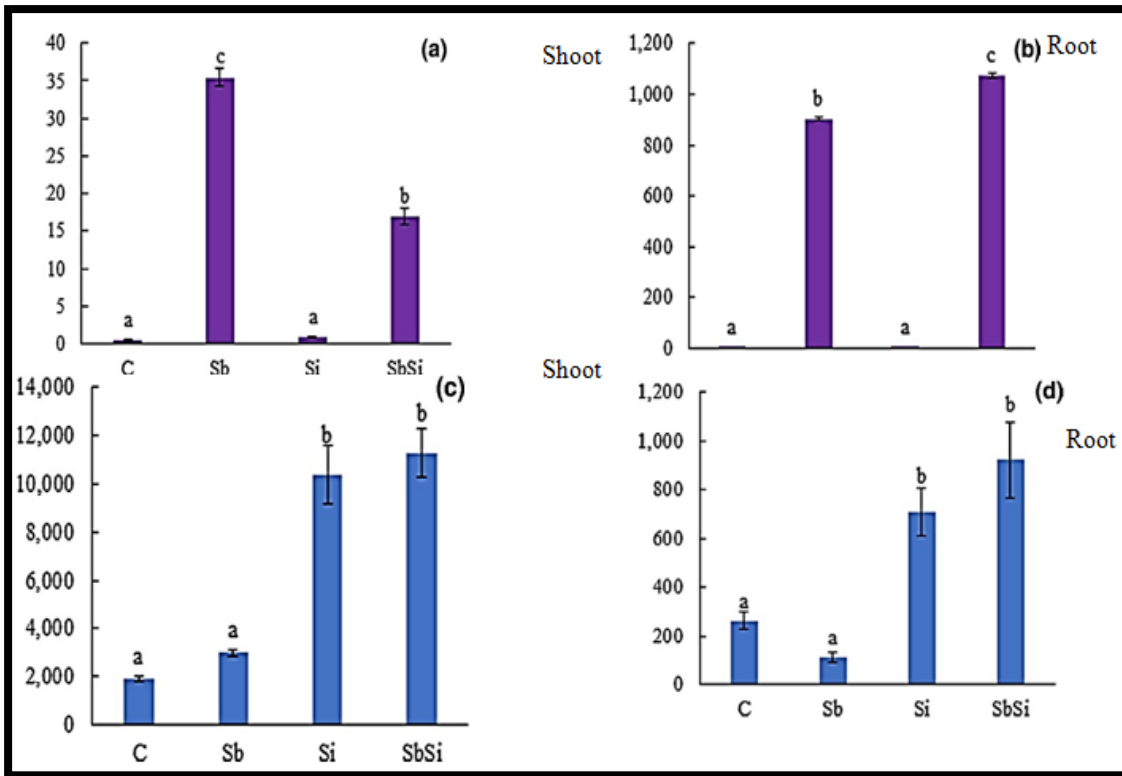 (a)
Shoot
40
35
30
25
20
15
10
5
0
a
c
a
b
C Sb Si SbSi
(b)
Root
1,200
1,000
800
600
400
200
0
a
b
a
c
Shoot
(c)
14,000
12,000
10,000
8,000
6,000
4,000
2,000
0
a
a
b
b
C Sb Si SbSi
(d)
Root
1,200
1,000
800
600
400
200
0
a
a
b
b
C Sb Si SbSi